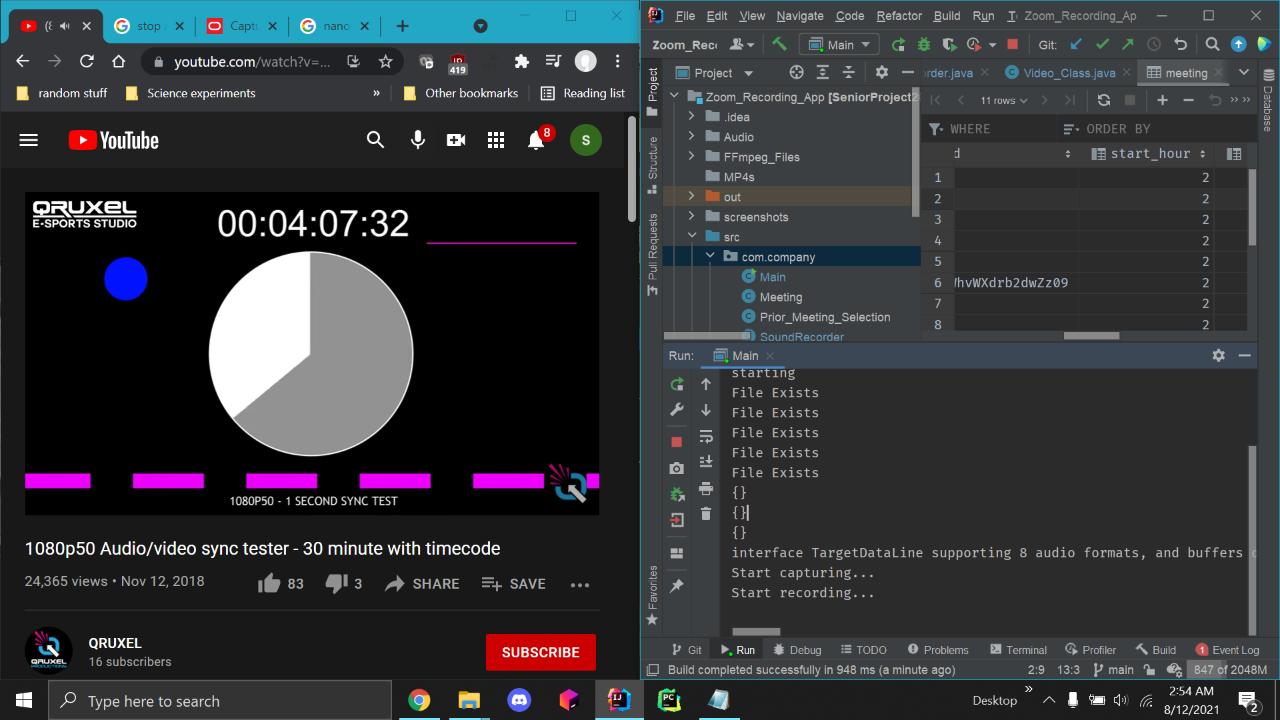 stop
Captu
nano
youtube.com/watch?v=...
419
random stuff
Science experiments
»
Other bookmarks
Reading list
YouTube
8
S
QRUXEL
E-SPORTS STUDIO
00:04:07:32
1080P50 - 1 SECOND SYNC TEST
1080p50 Audio/video sync tester - 30 minute with timecode
24,365 views • Nov 12, 2018
83
3
SHARE
SAVE
QRUXEL
PRODUCTIONS
QRUXEL
16 subscribers
SUBSCRIBE
File Edit View Navigate Code Refactor Build Run T Zoom_Recording_Ap
Zoom_Reco
Main
Git:
Project
rder.java
Video_Class.java
meeting
Zoom_Recording_App [SeniorProject2
.idea
Audio
FFmpeg_Files
MP4s
out
screenshots
src
com.company
Main
Meeting
Prior_Meeting_Selection
SoundRecorder
11 rows
WHERE
ORDER BY
d
start_hour
1 2
2 2
3 2
4 2
5 2
6 WhvWXdrb2dwZz09 2
7 2
8 2
Project
Structure
Pull Requests
Favorites
Database
Run:
Main
starting
File Exists
File Exists
File Exists
File Exists
File Exists
{}
{}
{}
interface TargetDataLine supporting 8 audio formats, and buffers o
Start capturing...
Start recording...
Git
Run
Debug
TODO
Problems
Terminal
Profiler
Build
1 Event Log
Build completed successfully in 948 ms (a minute ago)
2:9
13:3
main
847 of 2048M
Type here to search
IJ
PC
Desktop
»
2:54 AM
8/12/2021
2